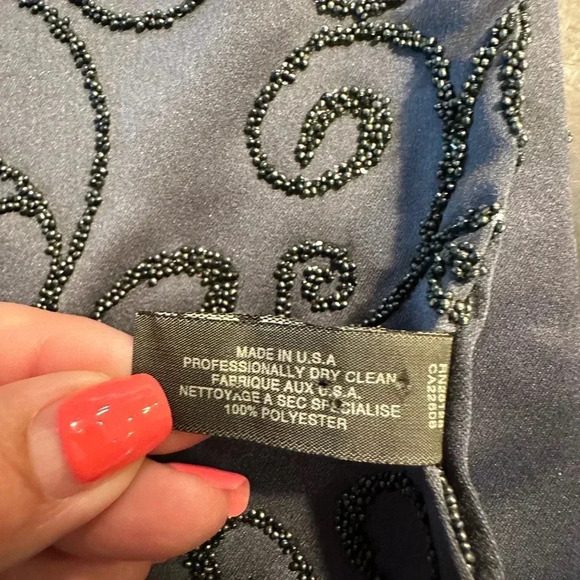 MADE IN U.S.A
PROFESSIONALLY DRY CLEAN
FABRIQUE AUX U.S.A.
NETTOYAGE A SEC SPECIALISE
100% POLYESTER